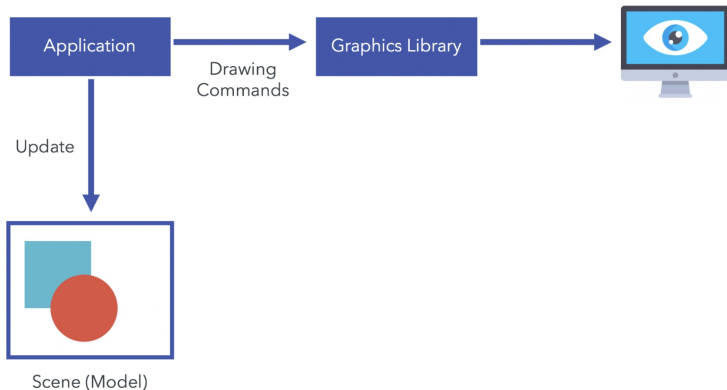 Application
Graphics Library
Drawing
Commands
Update
Scene (Model)